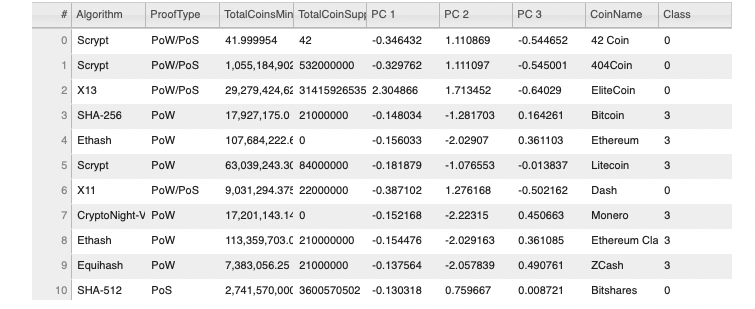 # Algorithm ProofType TotalCoinsMin TotalCoinSupp PC 1 PC 2 PC 3 CoinName Class
0 Scrypt PoW/PoS 41.999954 42 -0.346432 1.110869 -0.544652 42 Coin 0
1 Scrypt PoW/PoS 1,055,184,902 532000000 -0.329762 1.111097 -0.545001 404Coin 0
2 X13 PoW/PoS 29,279,424,62 31415926535 2.304866 1.713452 -0.64029 EliteCoin 0
3 SHA-256 PoW 17,927,175.0 21000000 -0.148034 -1.281703 0.164261 Bitcoin 3
4 Ethash PoW 107,684,222.6 0 -0.156033 -2.02907 0.361103 Ethereum 3
5 Scrypt PoW 63,039,243.30 84000000 -0.181879 -1.076553 -0.013837 Litecoin 3
6 X11 PoW/PoS 9,031,294.375 22000000 -0.387102 1.276168 -0.502162 Dash 0
7 CryptoNight-V PoW 17,201,143.14 0 -0.152168 -2.22315 0.450663 Monero 3
8 Ethash PoW 113,359,703.0 210000000 -0.154476 -2.029163 0.361085 Ethereum Cla 3
9 Equihash PoW 7,383,056.25 21000000 -0.137564 -2.057839 0.490761 ZCash 3
10 SHA-512 PoS 2,741,570,000 3600570502 -0.130318 0.759667 0.008721 Bitshares 0